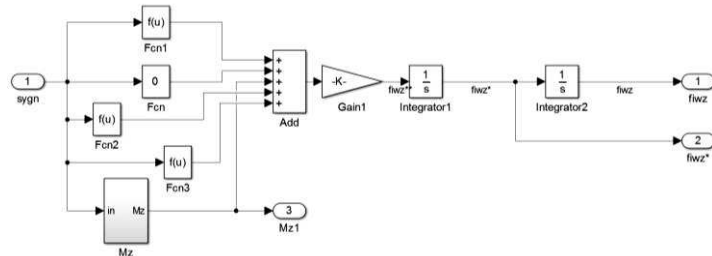 f(u)
Fcn1
1
sygn
0
Fcn
f(u)
Fcn2
f(u)
Fcn3
in Mz
Mz
+
+
+
+
+
Add
-K-
Gain1
fiwz**
1
s
Integrator1
fiwz*
1
s
Integrator2
fiwz
1
fiwz
2
fiwz*
3
Mz1